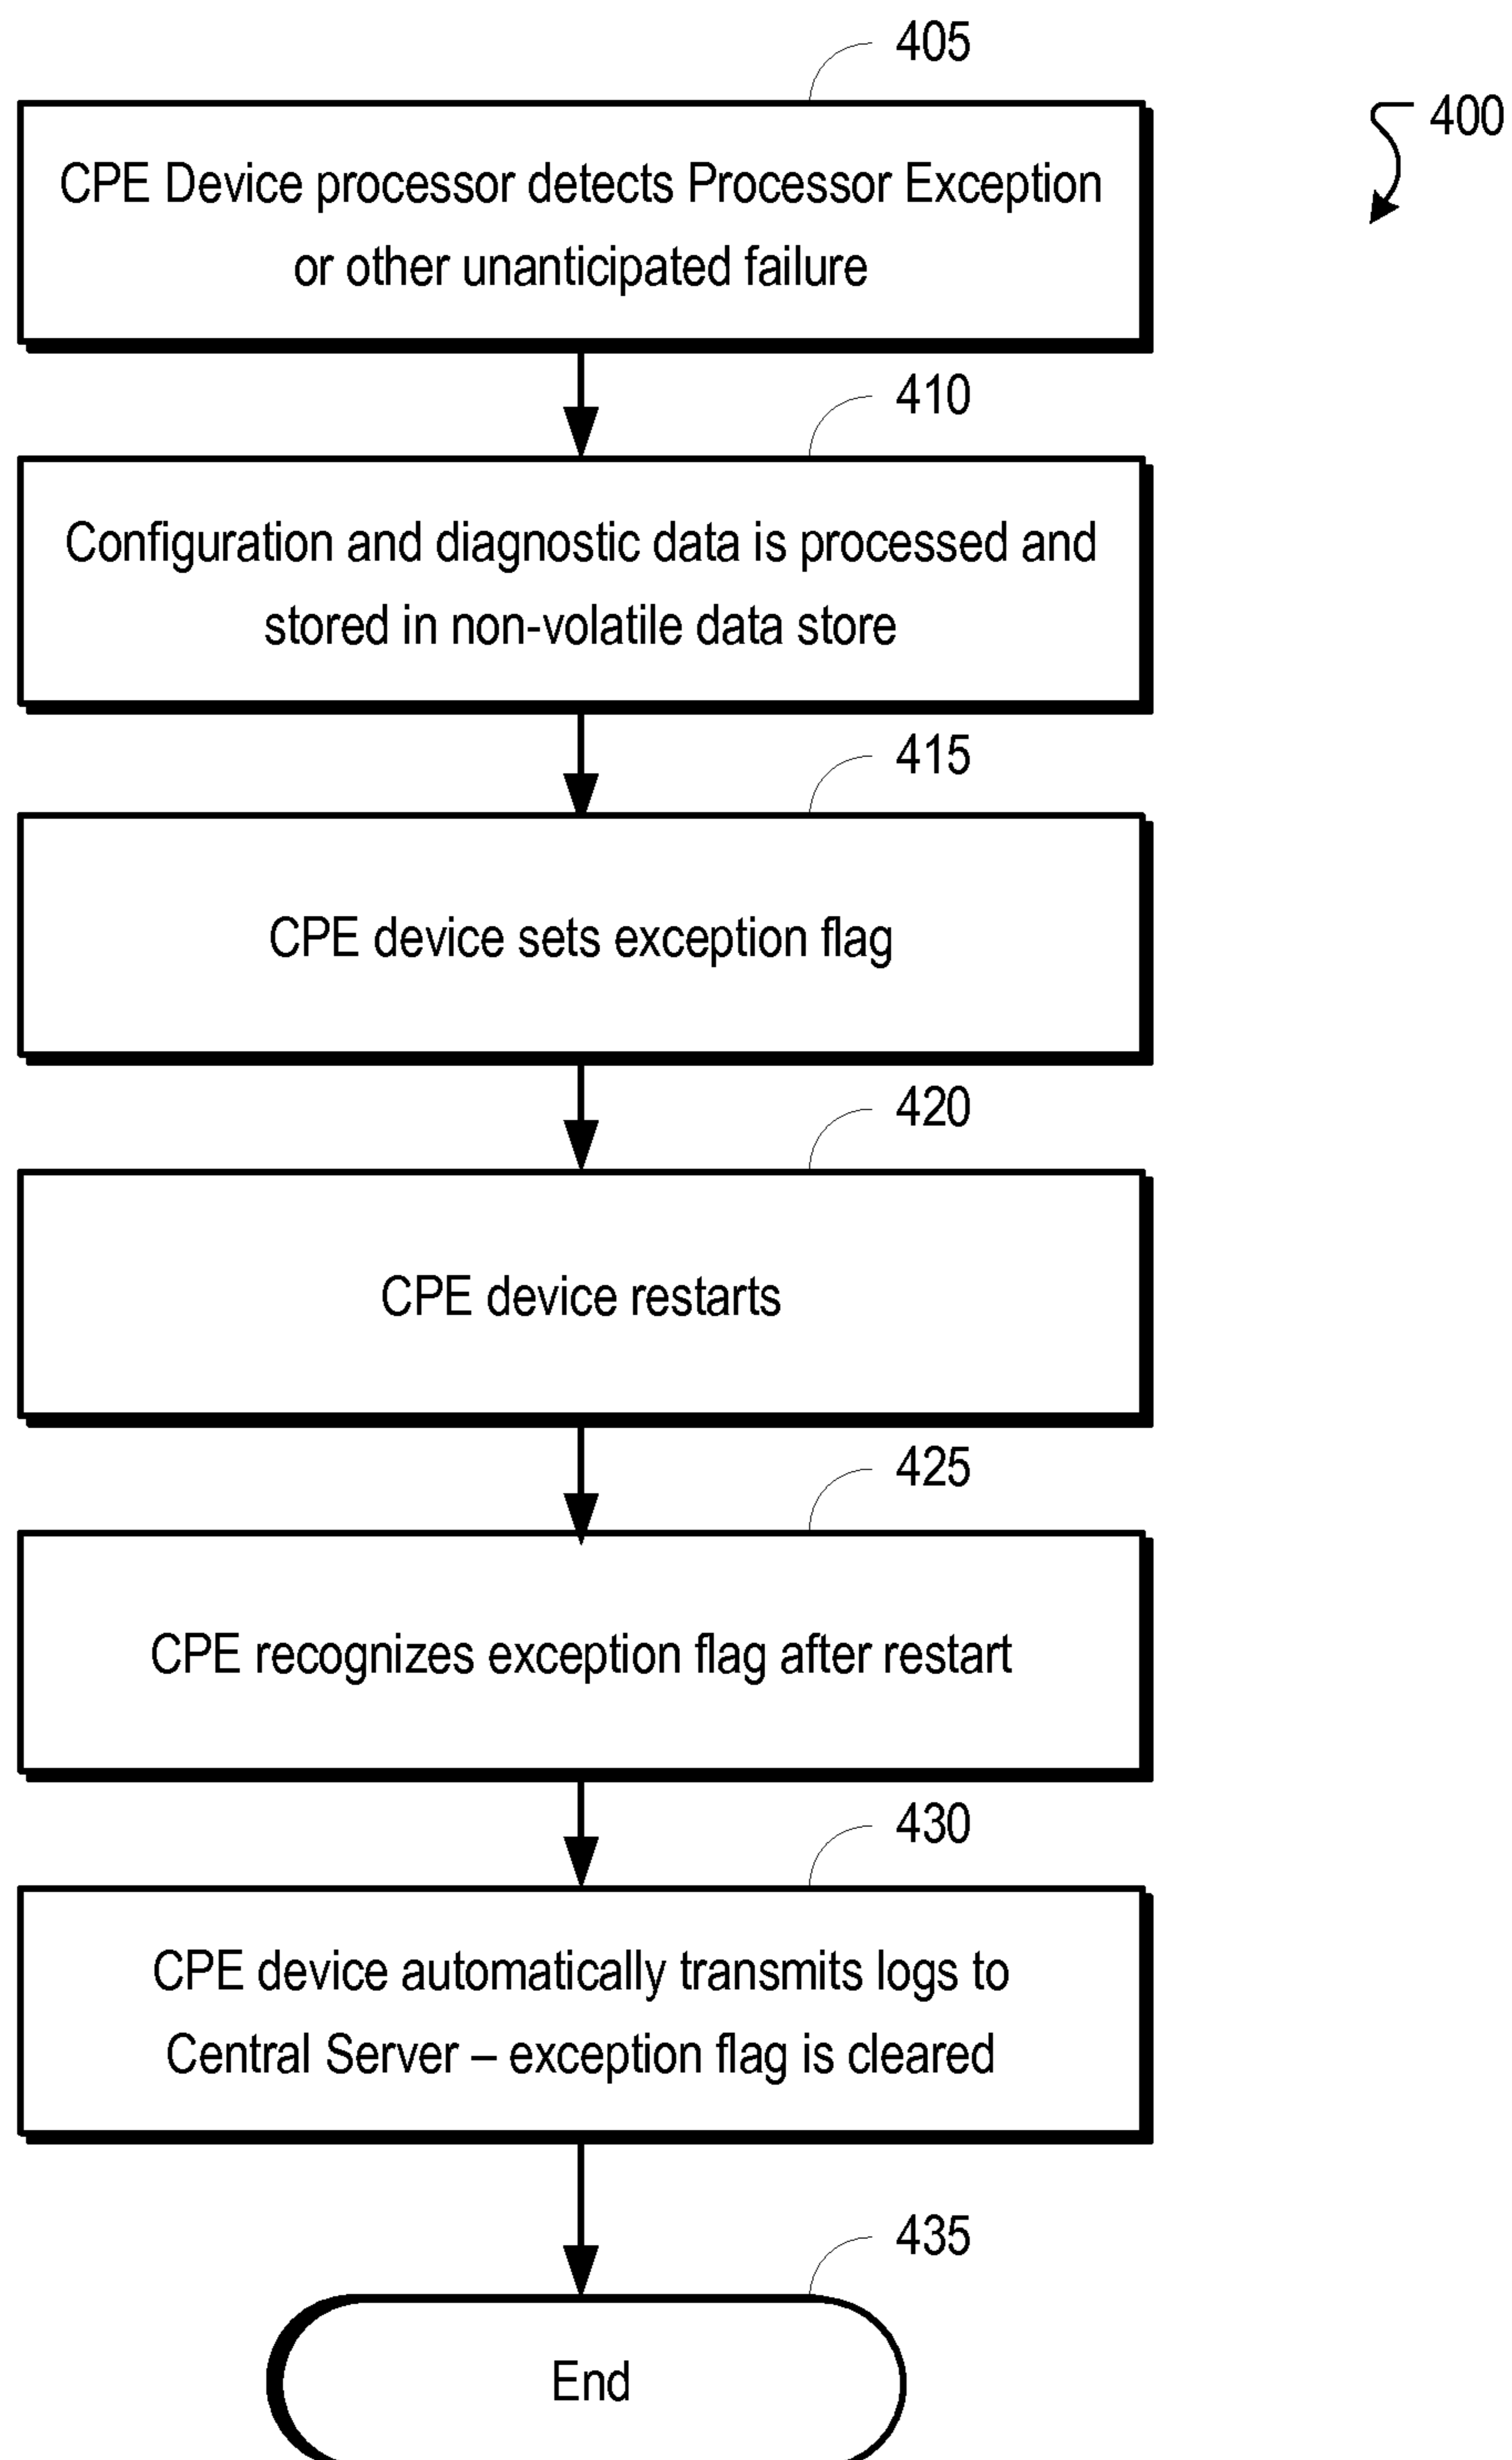 405
400
CPE Device processor detects Processor Exception
or other unanticipated failure
410
Configuration and diagnostic data is processed and
stored in non-volatile data store
415
CPE device sets exception flag
420
CPE device restarts
425
CPE recognizes exception flag after restart
430
CPE device automatically transmits logs to
Central Server – exception flag is cleared
435
End